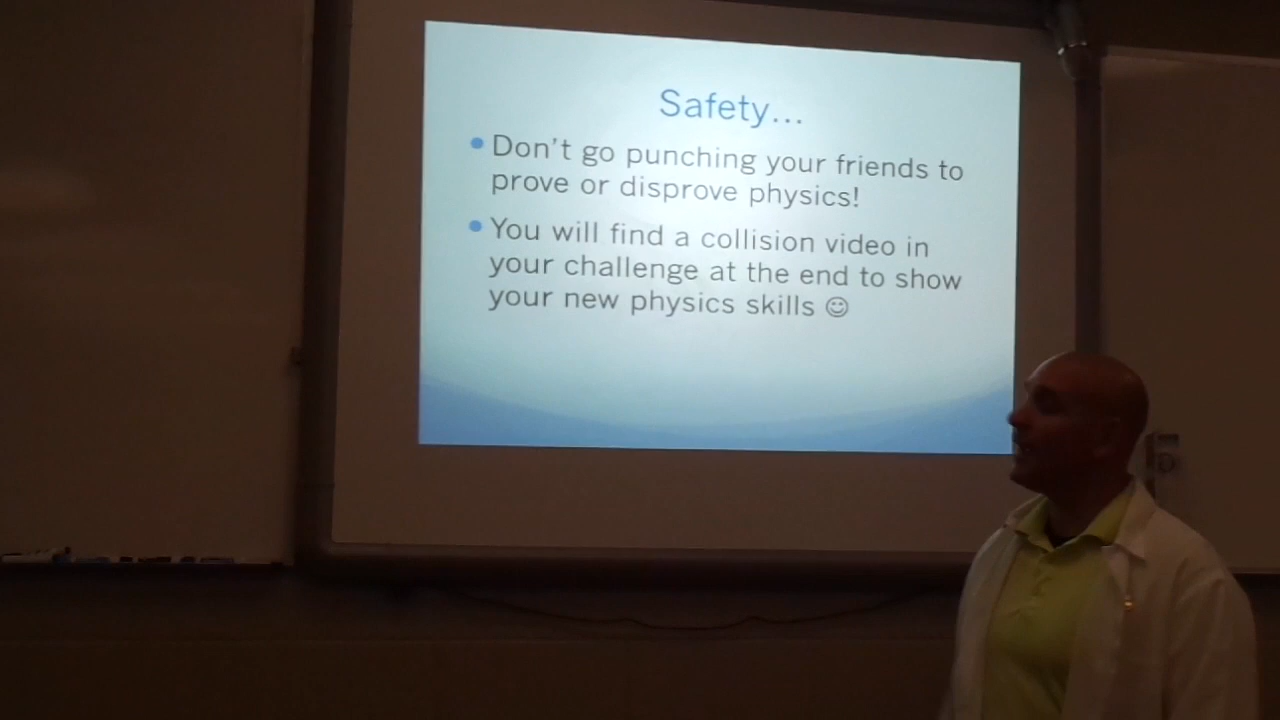 Safety...
• Don't go punching your friends to
prove or disprove physics!
• You will find a collision video in
your challenge at the end to show
your new physics skills ☺